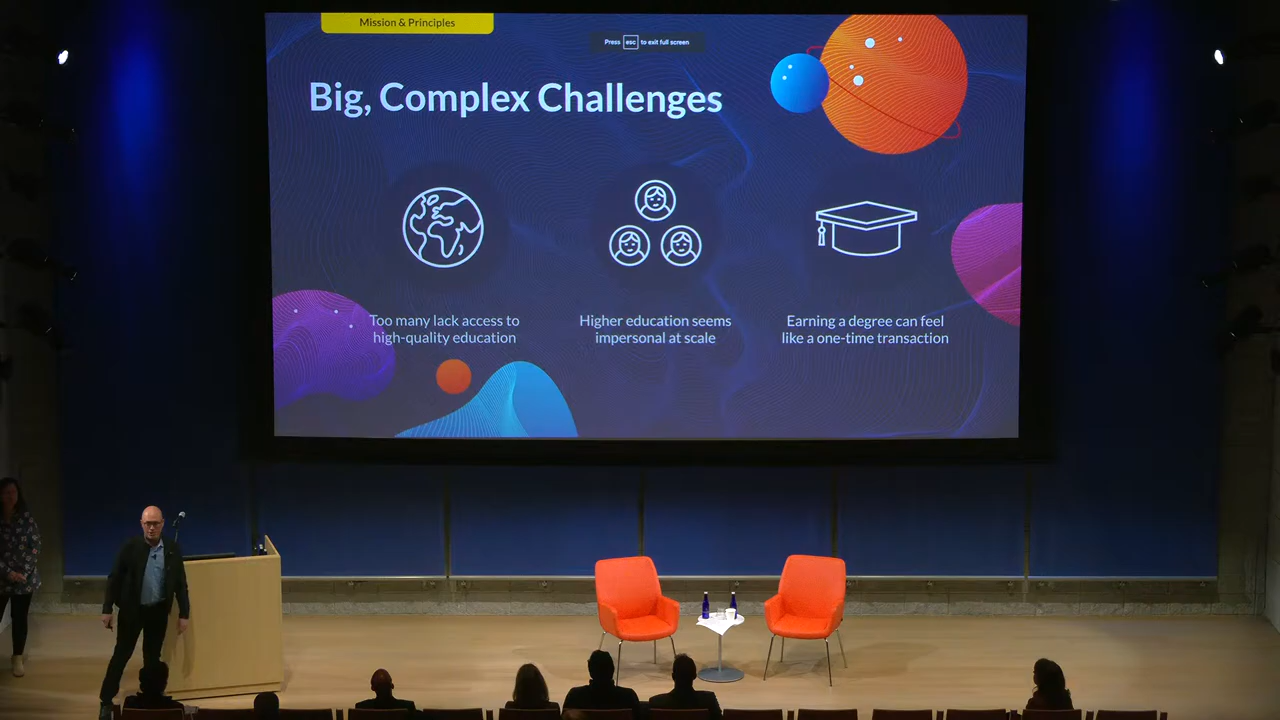 Mission & Principles
Press esc to exit full screen
Big, Complex Challenges
Too many lack access to
high-quality education
Higher education seems
impersonal at scale
Earning a degree can feel
like a one-time transaction